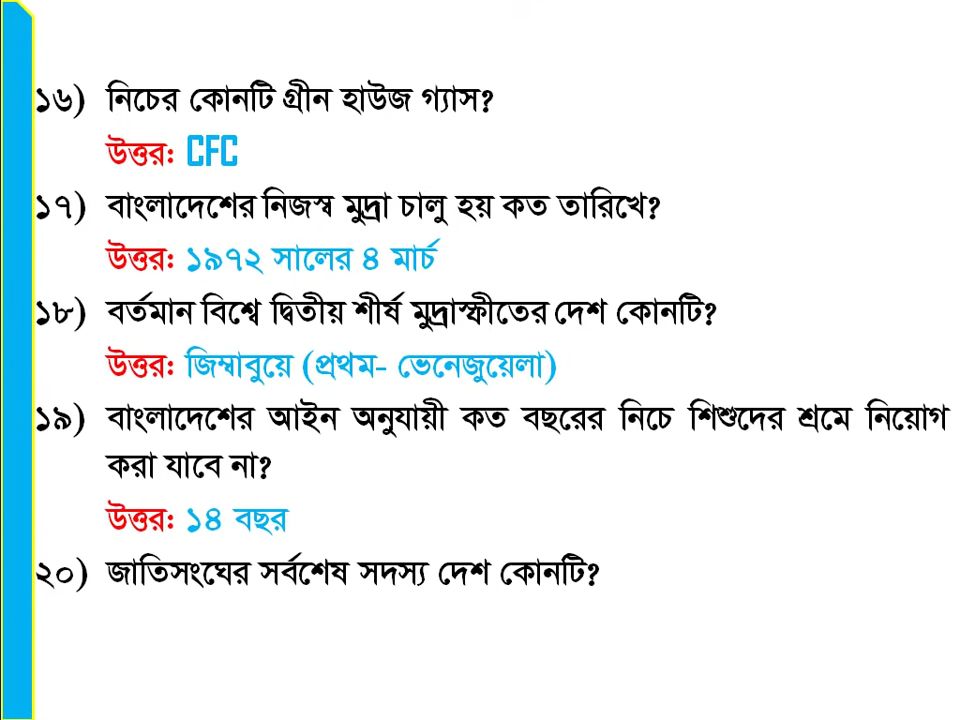 ১৬) নিচের কোনটি গ্রীন হাউজ গ্যাস?
উত্তর: CFC
১৭) বাংলাদেশের নিজস্ব মুদ্রা চালু হয় কত তারিখে?
উত্তর: ১৯৭২ সালের ৪ মার্চ
১৮) বর্তমান বিশ্বে দ্বিতীয় শীর্ষ মুদ্রাস্ফীতের দেশ কোনটি?
উত্তর: জিম্বাবুয়ে (প্রথম- ভেনেজুয়েলা)
১৯) বাংলাদেশের আইন অনুযায়ী কত বছরের নিচে শিশুদের শ্রমে নিয়োগ
করা যাবে না?
উত্তর: ১৪ বছর
২০) জাতিসংঘের সর্বশেষ সদস্য দেশ কোনটি?